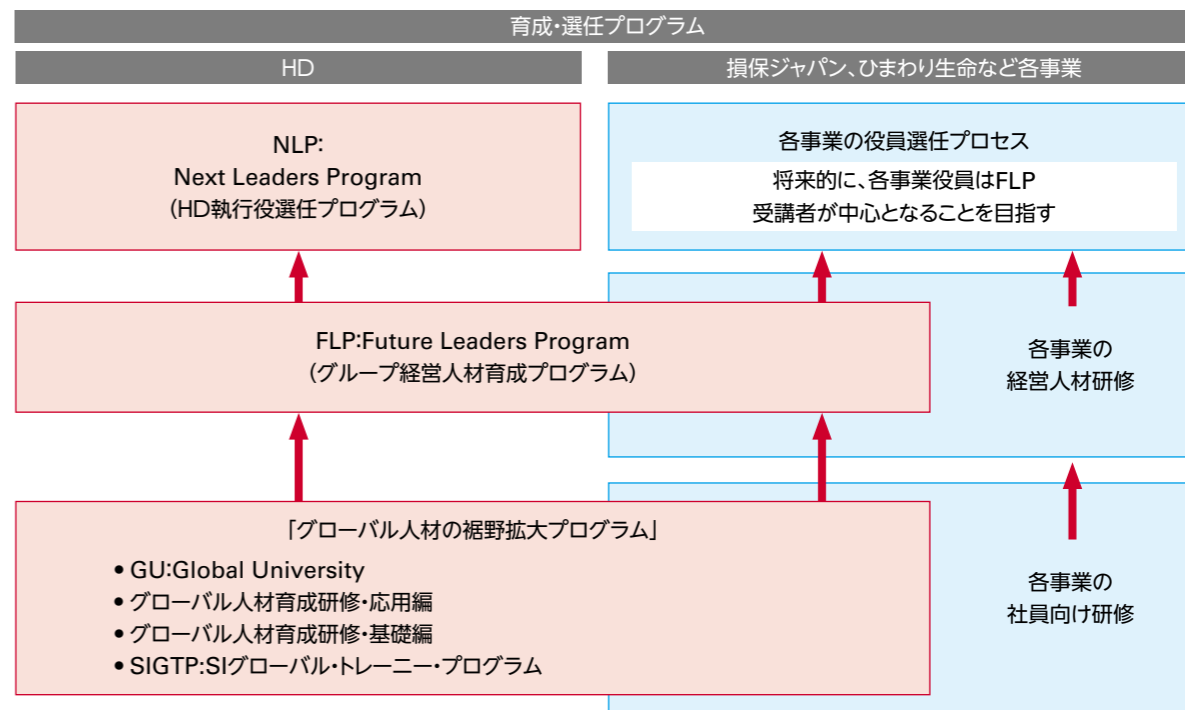 育成・選任プログラム
HD
損保ジャパン、ひまわり生命など各事業
NLP:
Next Leaders Program
（HD執行役選任プログラム）
各事業の役員選任プロセス
将来的に、各事業役員はFLP
受講者が中心となることを目指す
FLP:Future Leaders Program
（グループ経営人材育成プログラム）
各事業の
経営人材研修
「グローバル人材の裾野拡大プログラム」
• GU:Global University
• グローバル人材育成研修・応用編
• グローバル人材育成研修・基礎編
• SIGTP:SIグローバル・トレーニー・プログラム
各事業の
社員向け研修